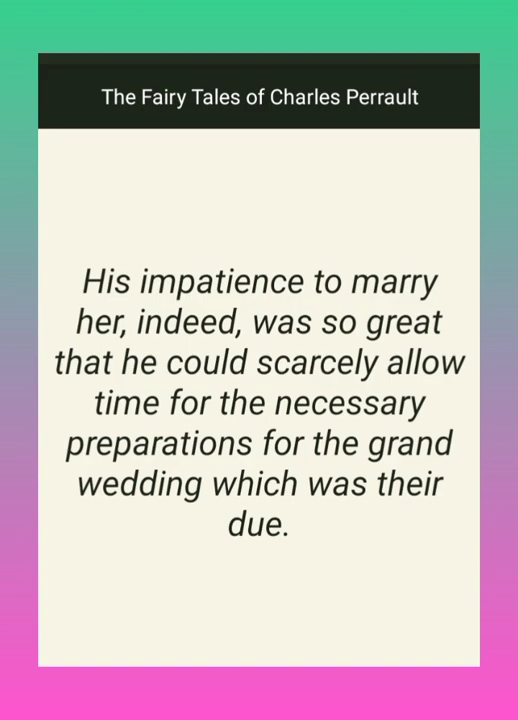 The Fairy Tales of Charles Perrault
His impatience to marry
her, indeed, was so great
that he could scarcely allow
time for the necessary
preparations for the grand
wedding which was their
due.